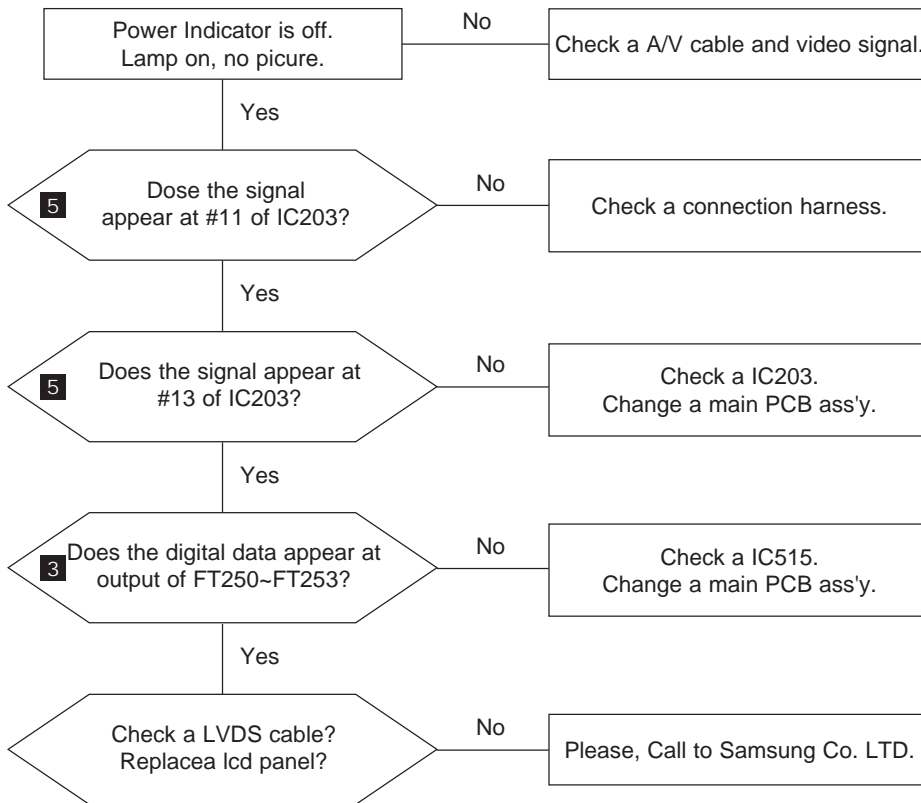 Power Indicator is off.
Lamp on, no picure.
No
Check a A/V cable and video signal.
Yes
5
Dose the signal
appear at #11 of IC203?
No
Check a connection harness.
Yes
5
Does the signal appear at
#13 of IC203?
No
Check a IC203.
Change a main PCB ass'y.
Yes
3
Does the digital data appear at
output of FT250~FT253?
No
Check a IC515.
Change a main PCB ass'y.
Yes
Check a LVDS cable?
Replacea lcd panel?
No
Please, Call to Samsung Co. LTD.